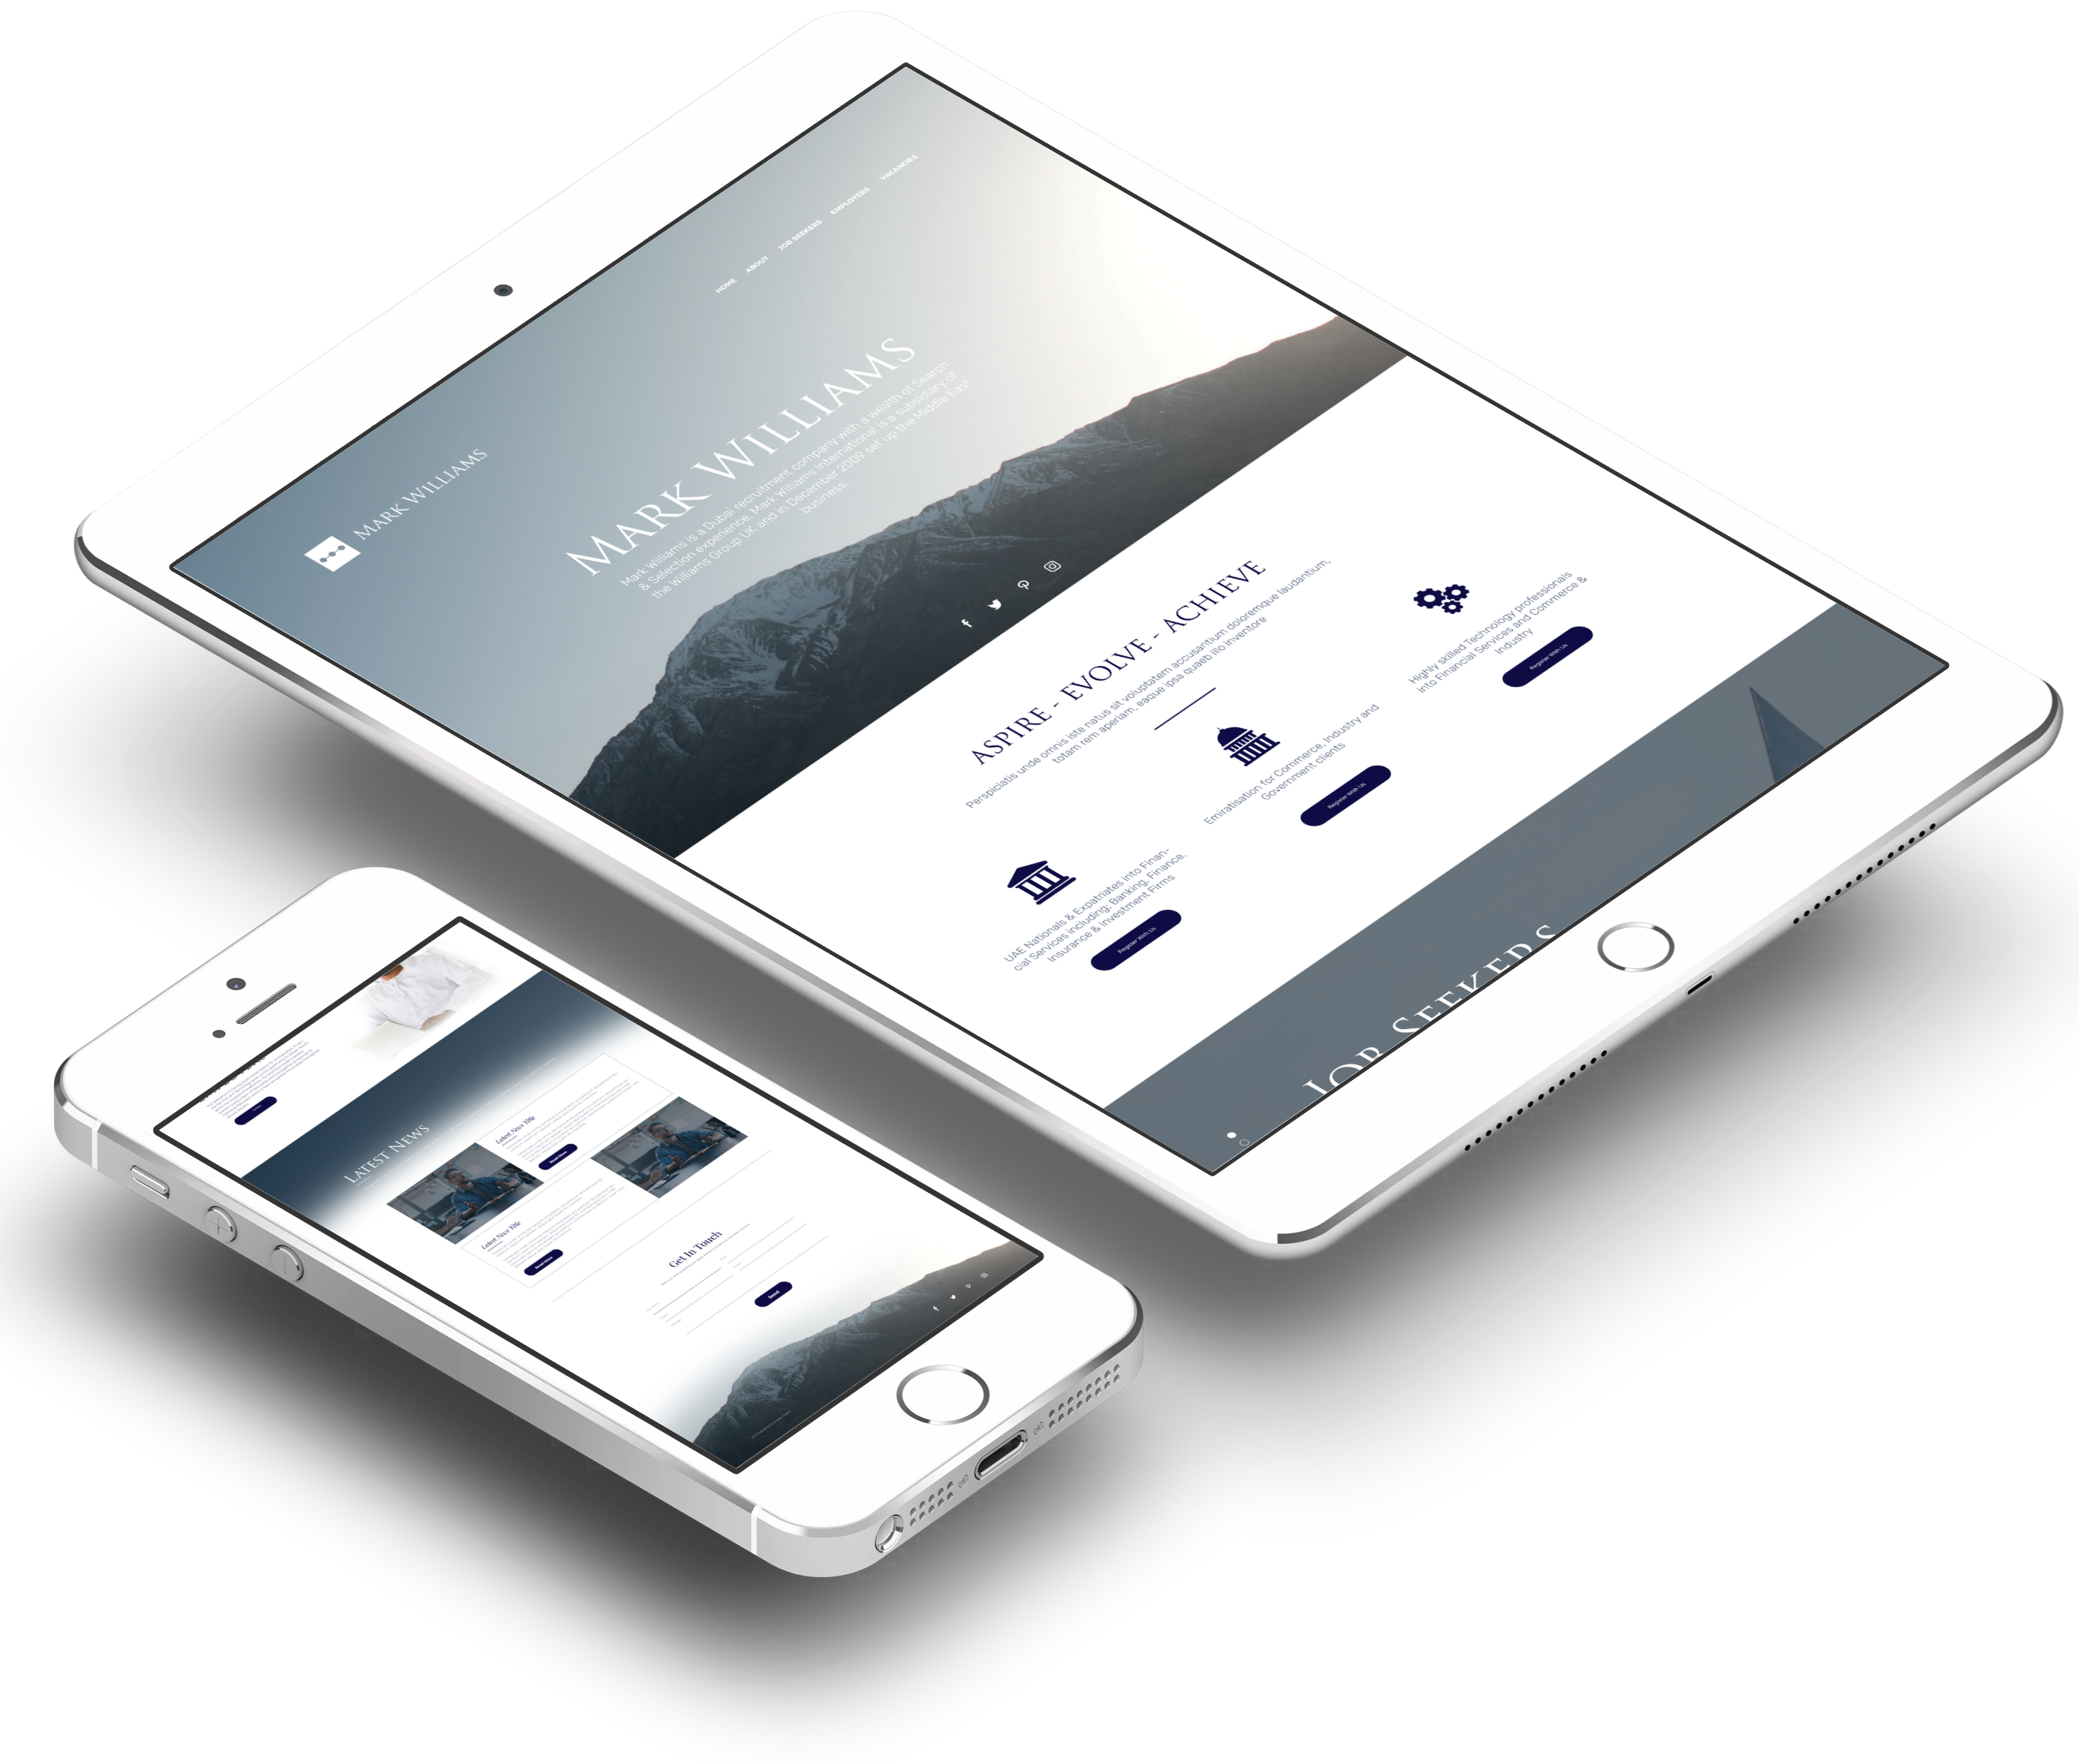 MARK WILLIAMS
HOME ABOUT JOB SEEKERS EMPLOYERS VACANCIES
MARK WILLIAMS
Mark Williams is a Dubai recruitment company with a wealth of Search
& Selection experience. Mark Williams International is a subsidiary of
the Williams Group UK and in December 2009 set up the Middle East
business.
ASPIRE - EVOLVE - ACHIEVE
Perspiciatis unde omnis iste natus sit voluptatem accusantium doloremque laudantium,
totam rem aperiam, eaque ipsa quaeab illo inventore
UAE Nationals & Expatriates into Finan-
cial Services including: Banking, Finance,
Insurance & Investment Firms
Register With Us
Emiratisation for Commerce, Industry and
Government clients
Register With Us
Highly skilled Technology professionals
into Financial Services and Commerce &
Industry
Register With Us
JOB SEEKERS
LATEST NEWS
Latest News Title
Read More
Latest News Title
Read More
Get In Touch
Send